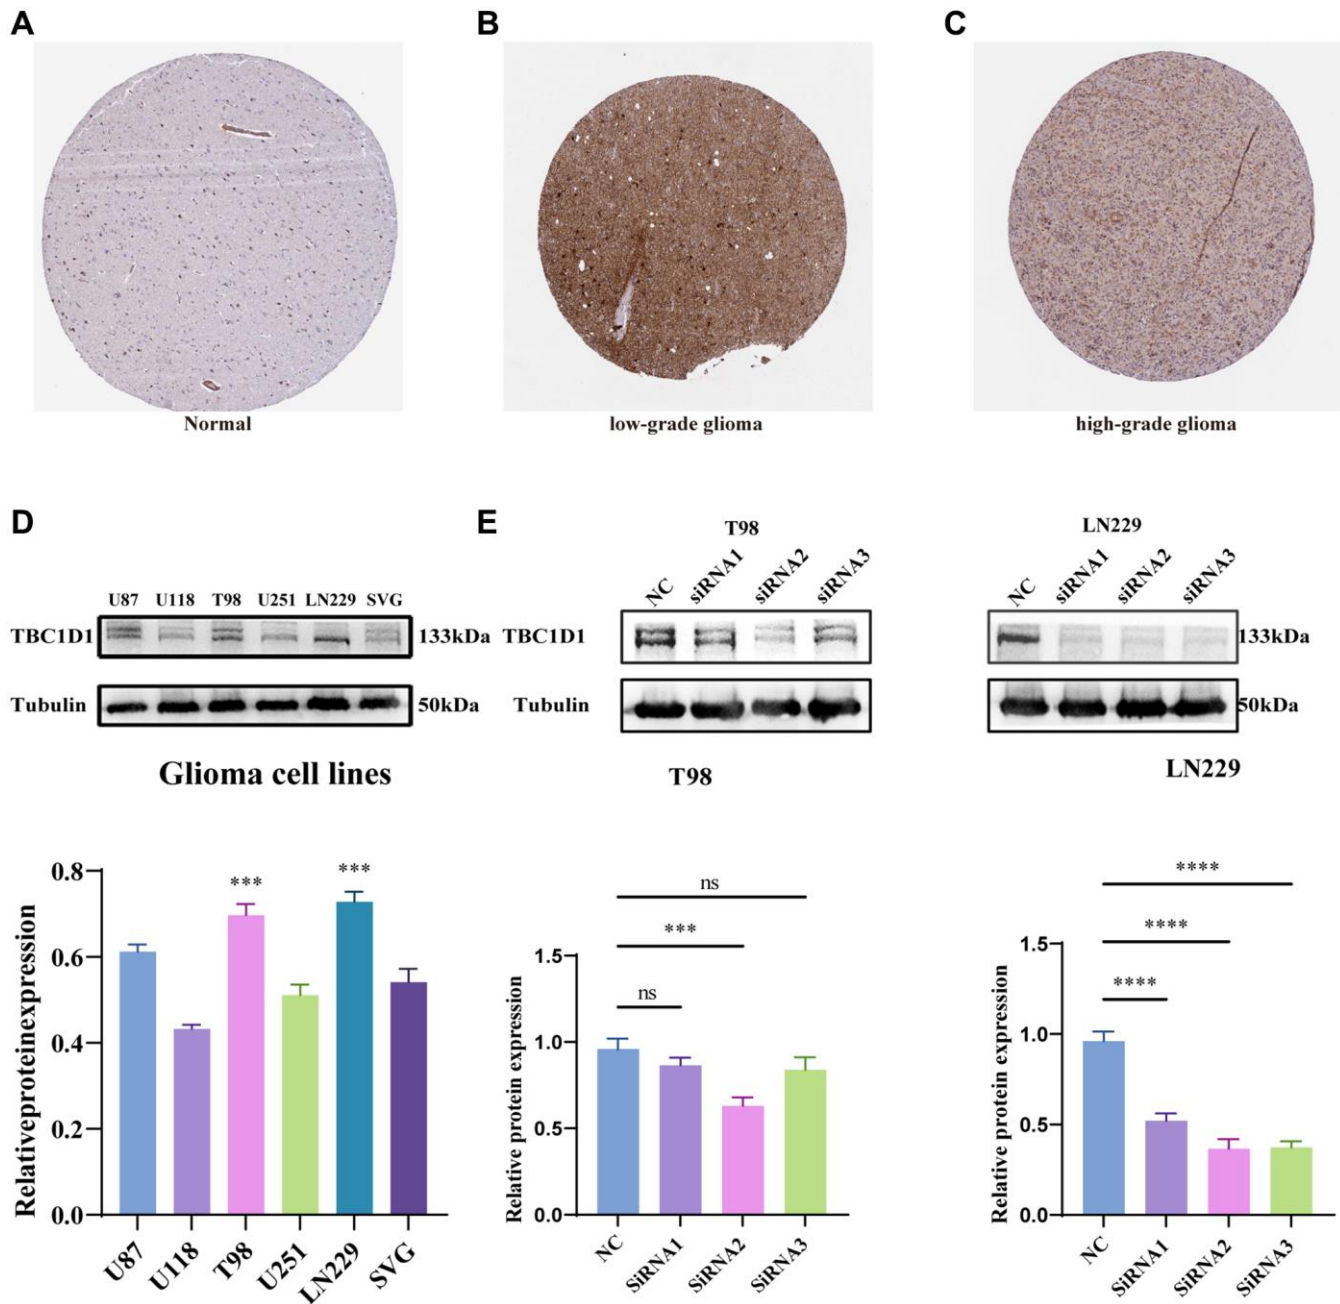 A
B
C
Normal
low-grade glioma
high-grade glioma
D
E
T98
LN229
U87 U118 T98 U251 LN229 SVG
NC siRNA1 siRNA2 siRNA3
NC siRNA1 siRNA2 siRNA3
TBC1D1 133kDa
TBC1D1
133kDa
Tubulin 50kDa
Tubulin
50kDa
Glioma cell lines
T98
LN229
Relativeproteinexpression
0.8
0.6
0.4
0.2
0.0
***
***
U87
U118
T98
U251
LN229
SVG
Relative protein expression
1.5
1.0
0.5
0.0
ns
***
ns
NC
SiRNA1
SiRNA2
SiRNA3
Relative protein expression
1.5
1.0
0.5
0.0
****
****
****
NC
SiRNA1
SiRNA2
SiRNA3